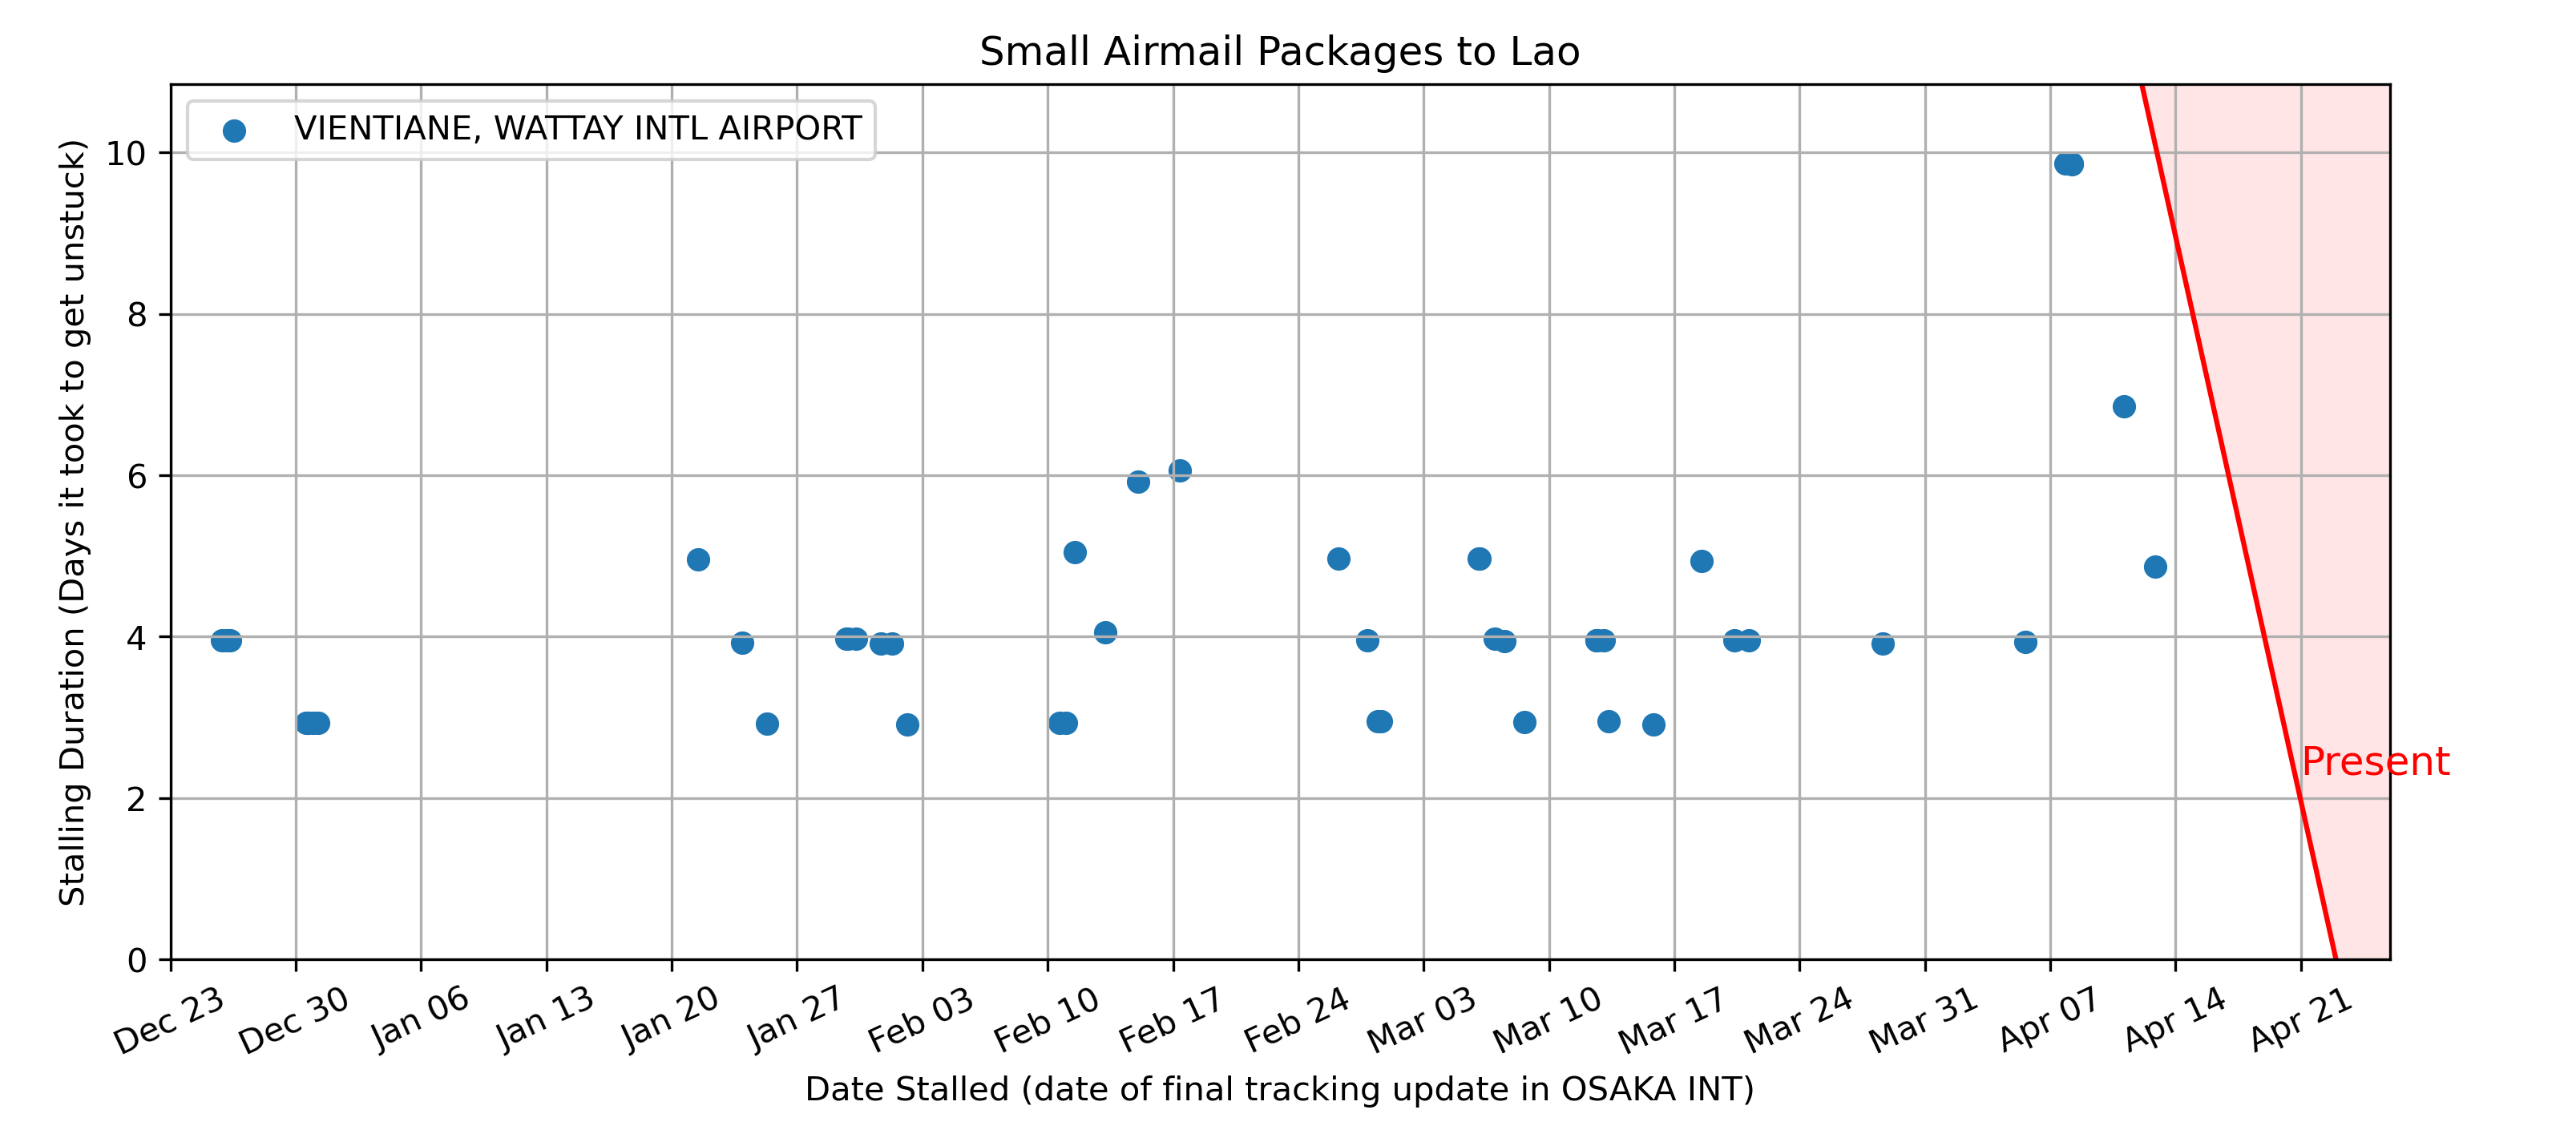 Small Airmail Packages to Lao
VIENTIANE, WATTAY INTL AIRPORT
Stalling Duration (Days it took to get unstuck)
10
8
6
4
2
0
Present
Dec 23 Dec 30 Jan 06 Jan 13 Jan 20 Jan 27 Feb 03 Feb 10 Feb 17 Feb 24 Mar 03 Mar 10 Mar 17 Mar 24 Mar 31 Apr 07 Apr 14 Apr 21
Date Stalled (date of final tracking update in OSAKA INT)